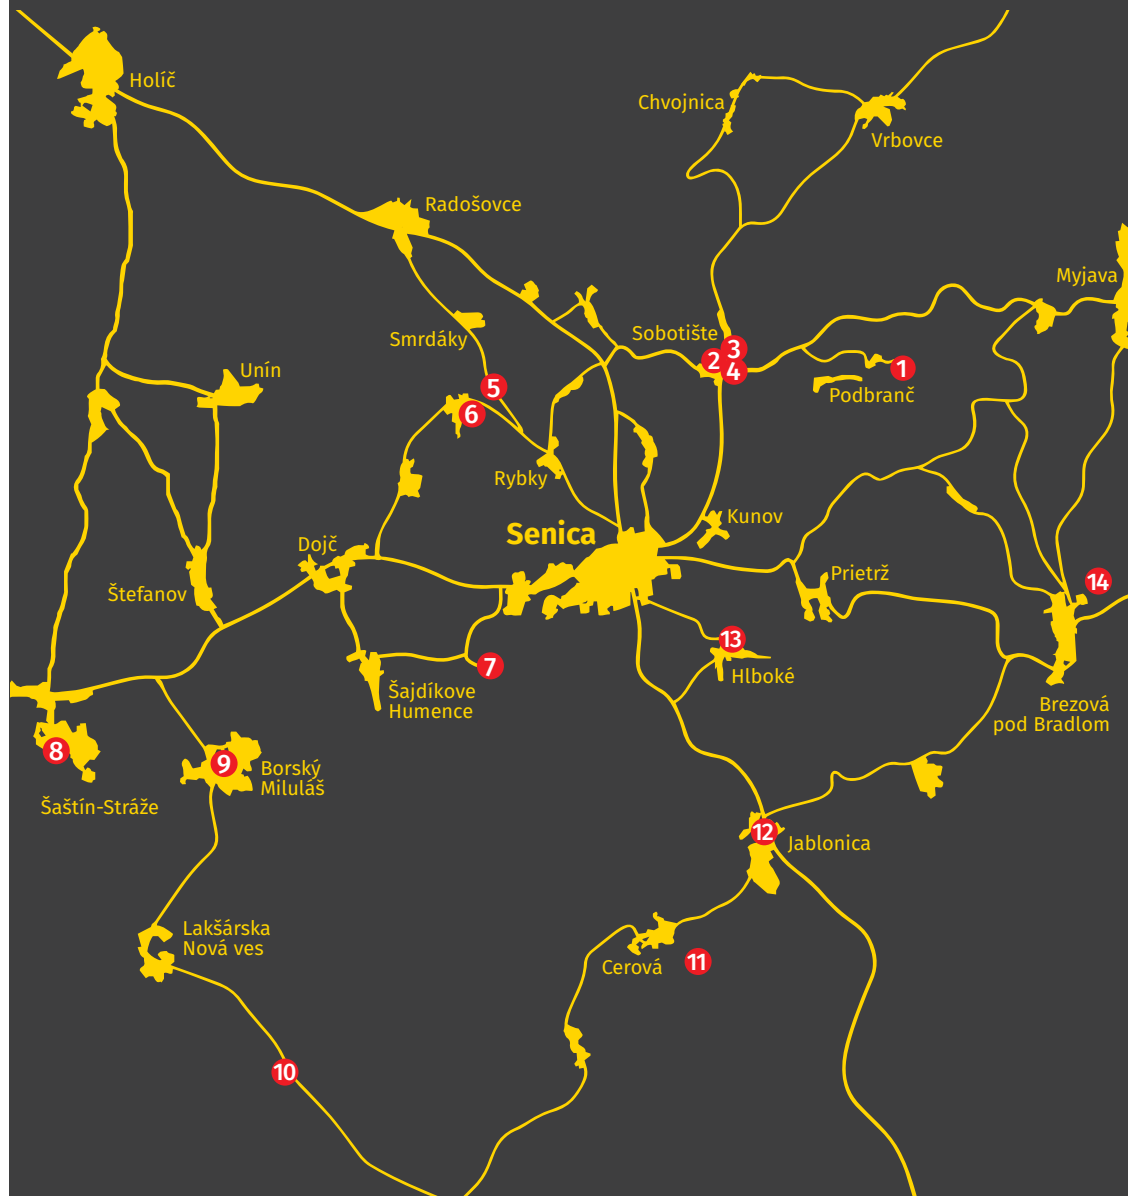 Holíč
Chvojnica
Vrbovce
Radošovce
Myjava
Smrdáky
Sobotište
3
2
4
1
Unín
Podbranč
5
6
Rybky
Senica
Kunov
Dojč
Štefanov
Prietrž
14
13
7
Hlboké
Šajdíkove
Humence
Brezová
pod Bradlom
8
9
Borský
Miluláš
Šaštín-Stráže
12
Jablonica
Lakšárska
Nová ves
Cerová
11
10